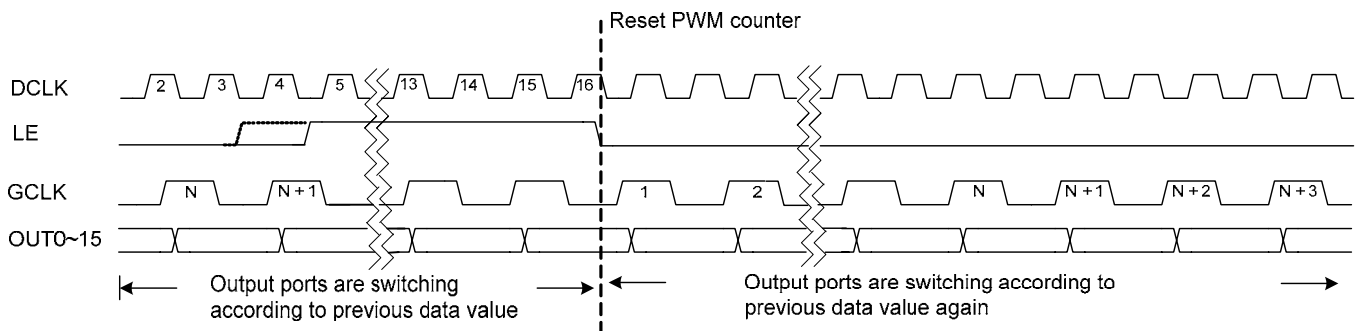 Reset PWM counter
DCLK 2 3 4 5 13 14 15 16
LE
GCLK N N + 1 1 2 N N + 1 N + 2 N + 3
OUT0~15
Output ports are switching
according to previous data value
Output ports are switching according to
previous data value again